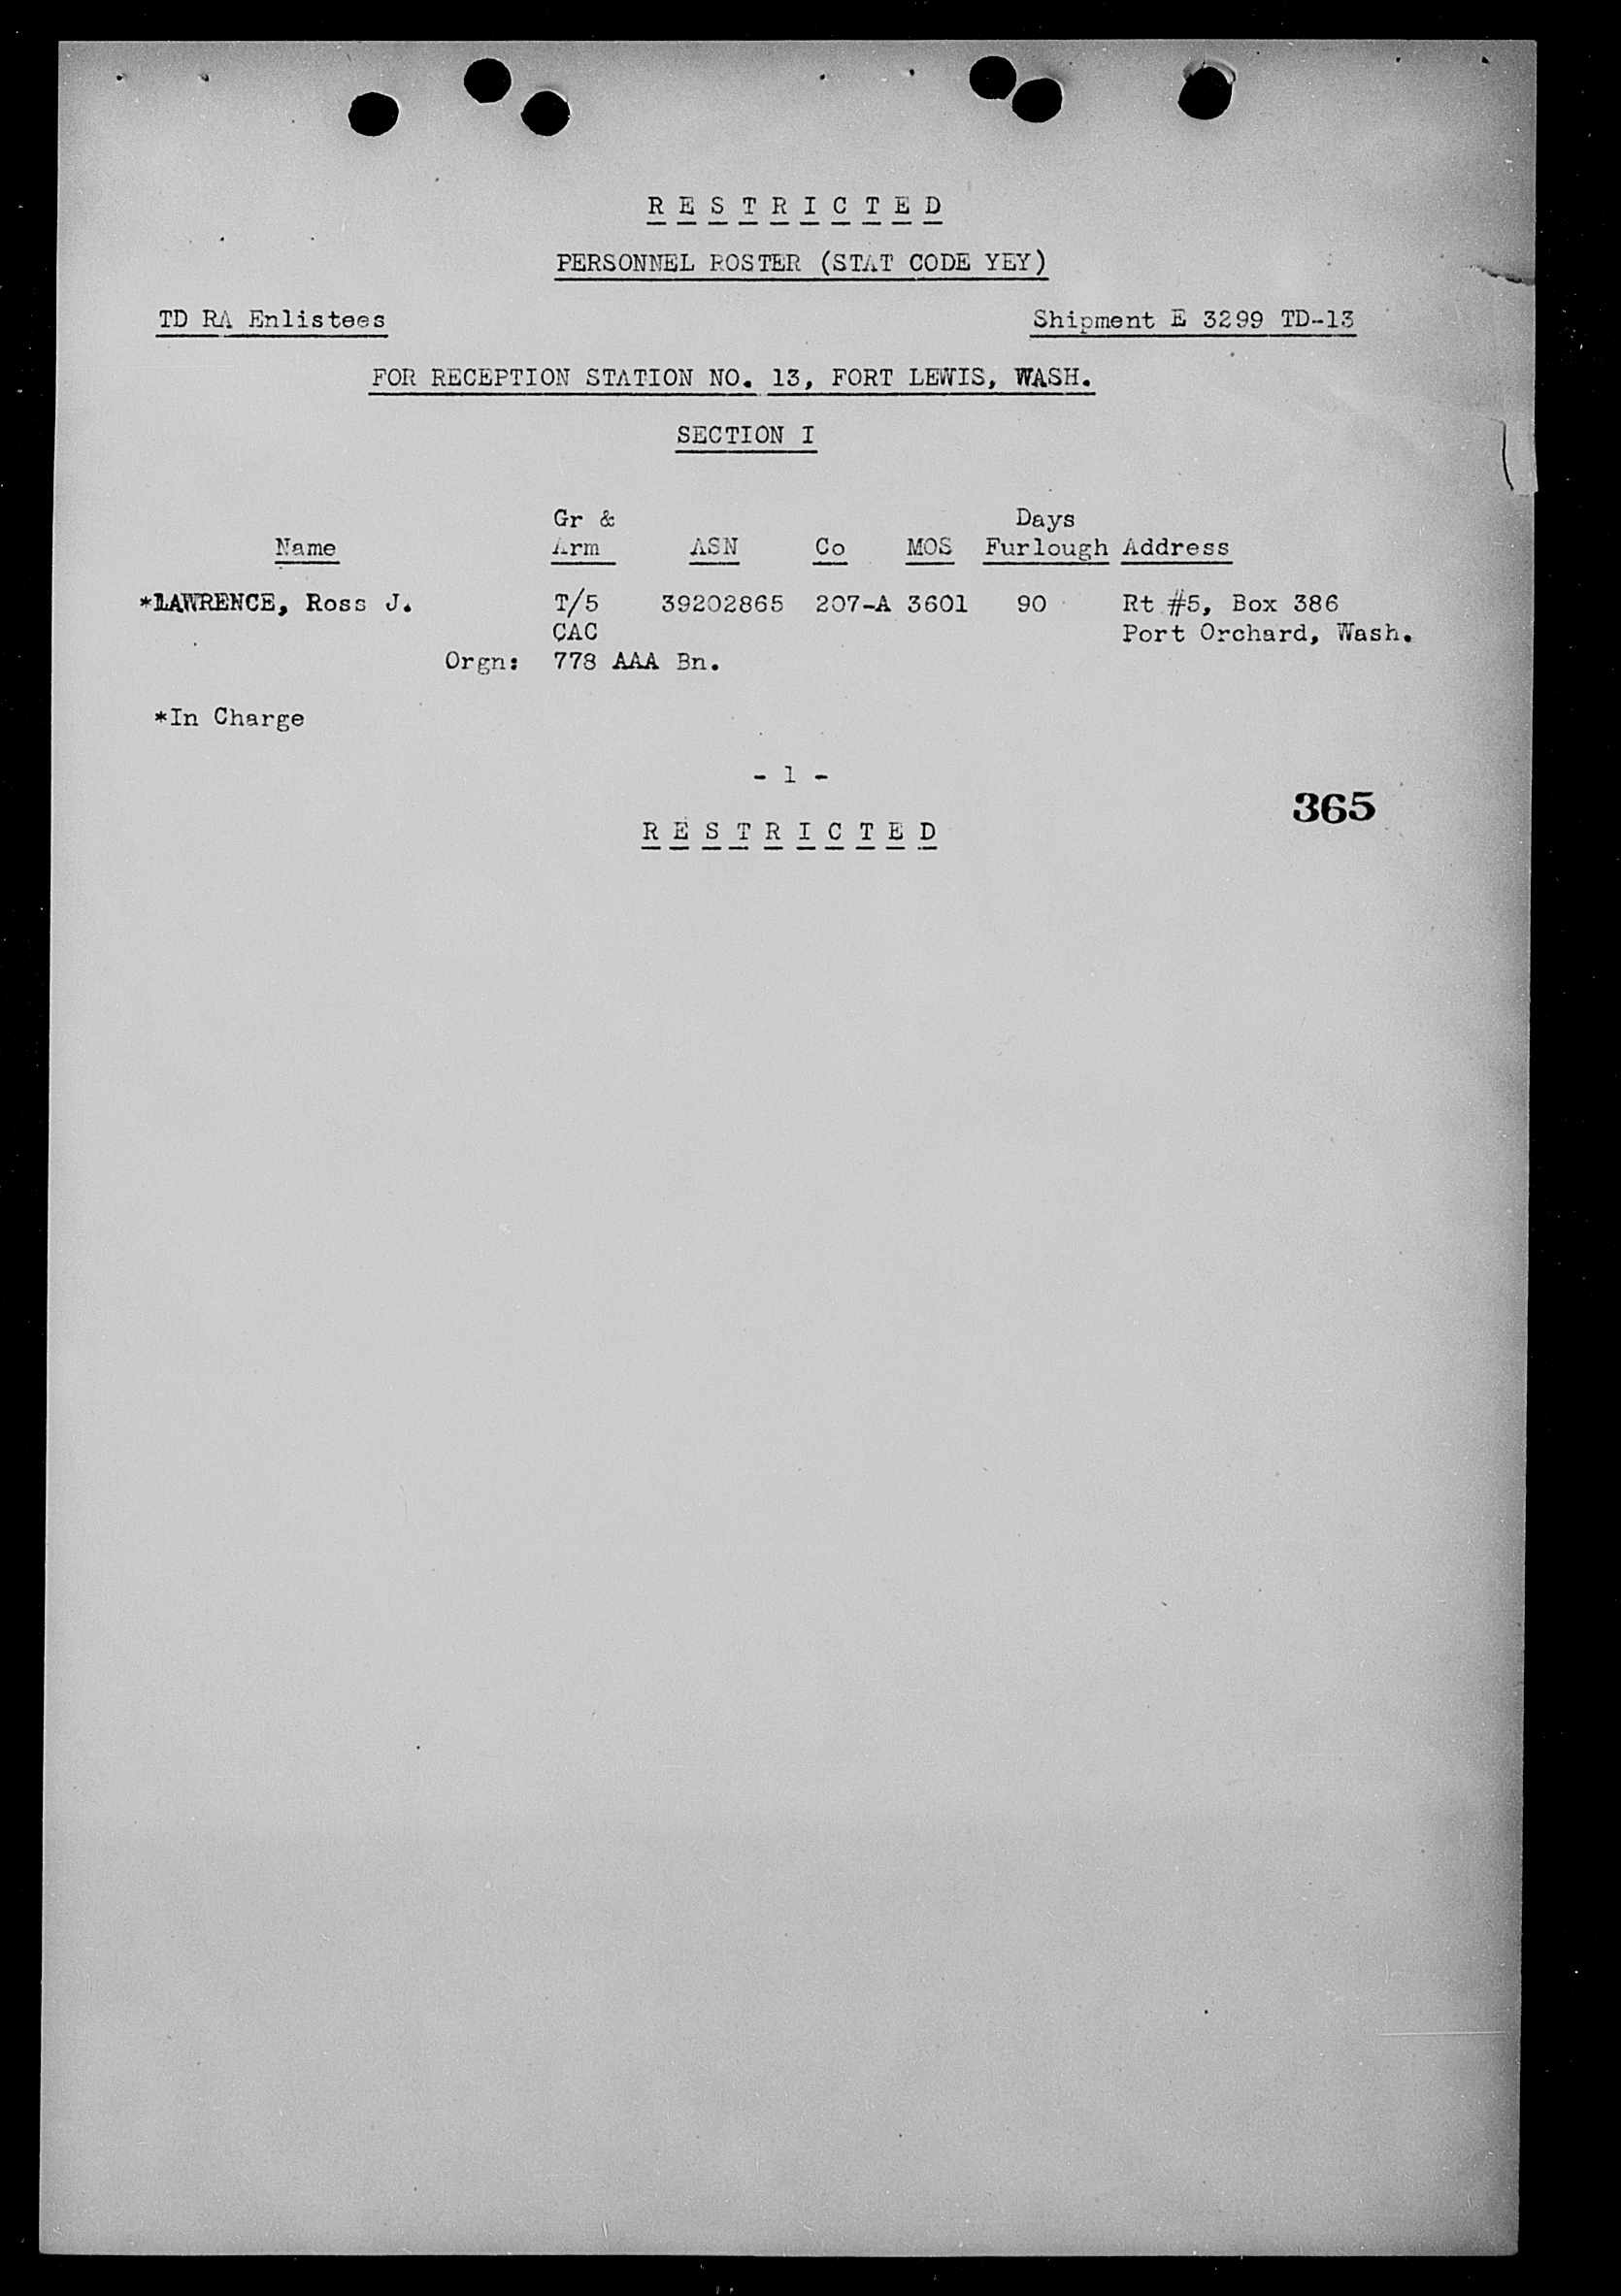 R E S T R I C T E D
PERSONNEL ROSTER (STAT CODE YEY)
TD RA Enlistees Shipment E 3299 TD-13
FOR RECEPTION STATION NO. 13, FORT LEWIS, WASH.
SECTION I
Gr & Days
Name Arm ASN Co MOS Furlough Address
*LAWRENCE, Ross J. T/5 39202865 207-A 3601 90 Rt #5, Box 386
CAC Port Orchard, Wash.
Orgn: 778 AAA Bn.
*In Charge
- 1 -
365
R E S T R I C T E D